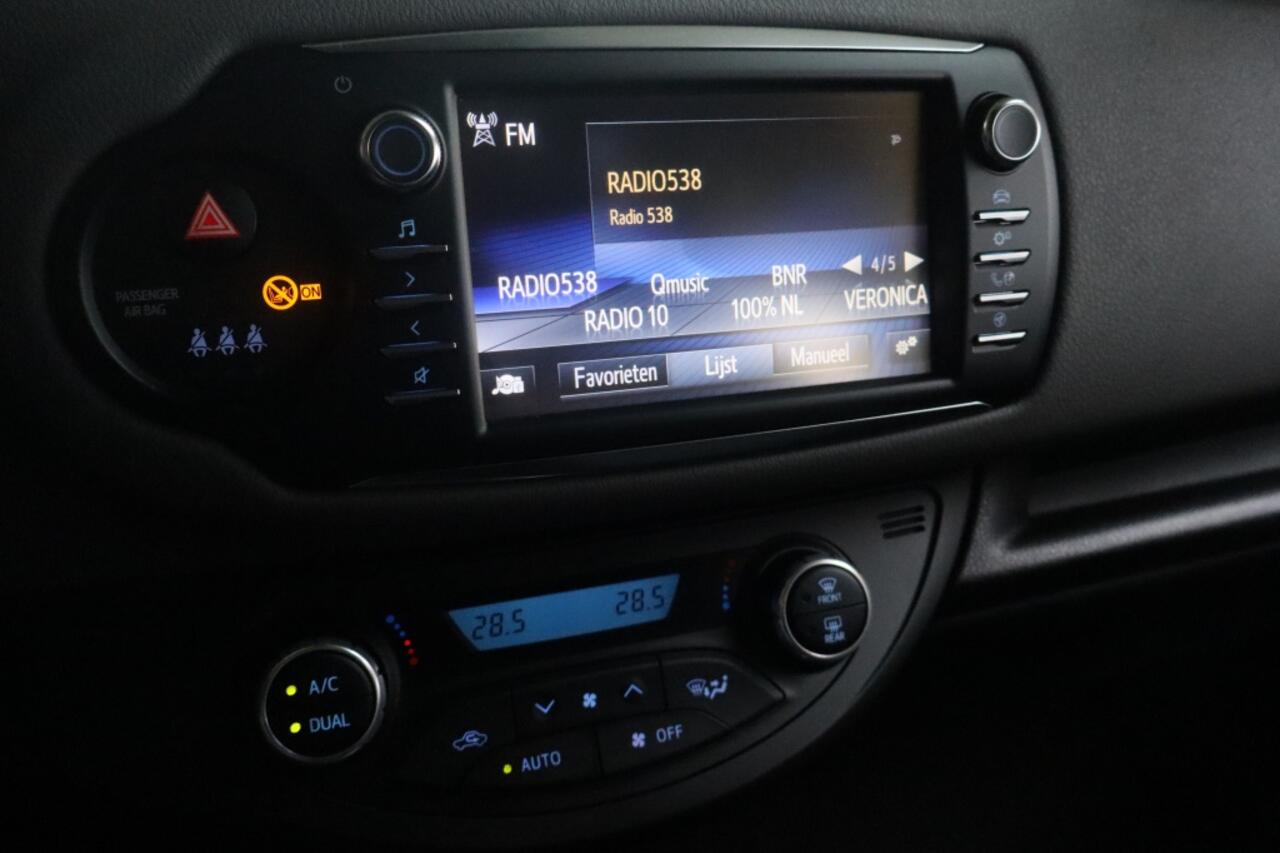 FM
RADIO538
Radio 538
4/5
RADIO538 Qmusic BNR
RADIO 10 100% NL VERONICA
Favorieten Lijst Manueel
ON
PASSENGER
AIR BAG
28.5 28.5
FRONT
REAR
A/C
DUAL
AUTO
OFF